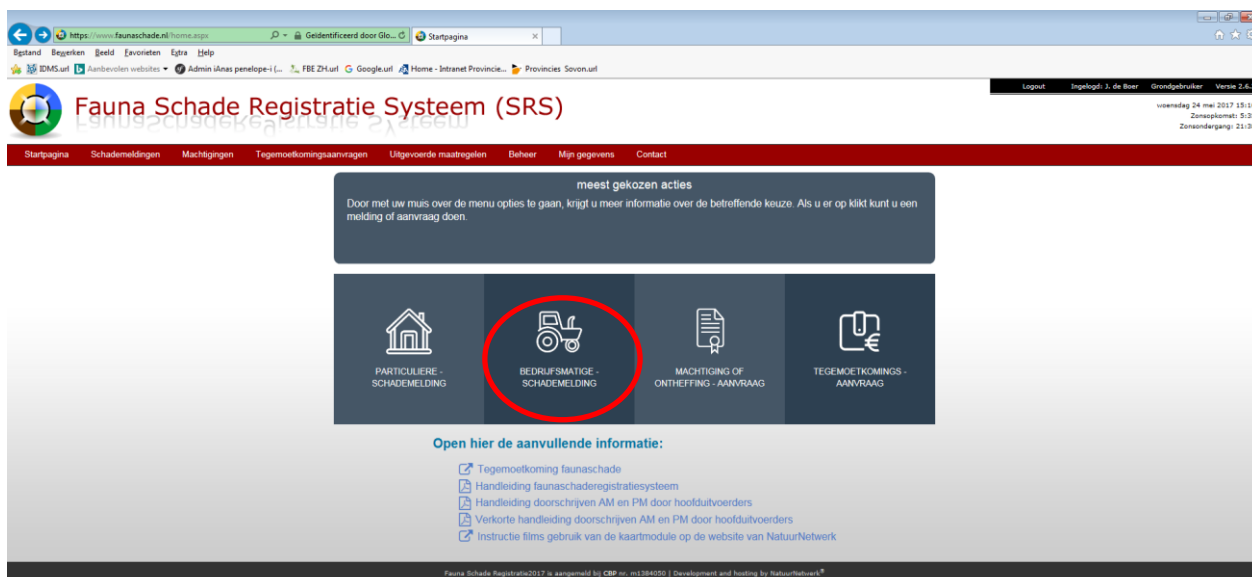 https://www.faunaschade.nl/home.aspx
Geïdentificeerd door Glo...
Startpagina
Bestand Bewerken Beeld Favorieten Extra Help
IDMS.url Aanbevolen websites Admin iAnas penelope-i (... FBE ZH.url Google.url Home - Intranet Provincie... Provincies Sovon.url
Logout Ingelogd: J. de Boer Grondgebruiker Versie 2.6.
Fauna Schade Registratie Systeem (SRS)
woensdag 24 mei 2017 15:1
Zonsopkomst: 5:3
Zonsondergang: 21:3
Startpagina Schademeldingen Machtigingen Tegemoetkomingsaanvragen Uitgevoerde maatregelen Beheer Mijn gegevens Contact
meest gekozen acties
Door met uw muis over de menu opties te gaan, krijgt u meer informatie over de betreffende keuze. Als u er op klikt kunt u een
melding of aanvraag doen.
PARTICULIERE -
SCHADEMELDING
BEDRIJFSMATIGE -
SCHADEMELDING
MACHTIGING OF
ONTHEFFING - AANVRAAG
TEGEMOETKOMINGS -
AANVRAAG
Open hier de aanvullende informatie:
Tegemoetkoming faunaschade
Handleiding faunaschaderegistratiesysteem
Handleiding doorschrijven AM en PM door hoofduitvoerders
Verkorte handleiding doorschrijven AM en PM door hoofduitvoerders
Instructie films gebruik van de kaartmodule op de website van NatuurNetwerk
Fauna Schade Registratie2017 is aangemeld bij CBP nr. m1384050 | Development and hosting by NatuurNetwerk®